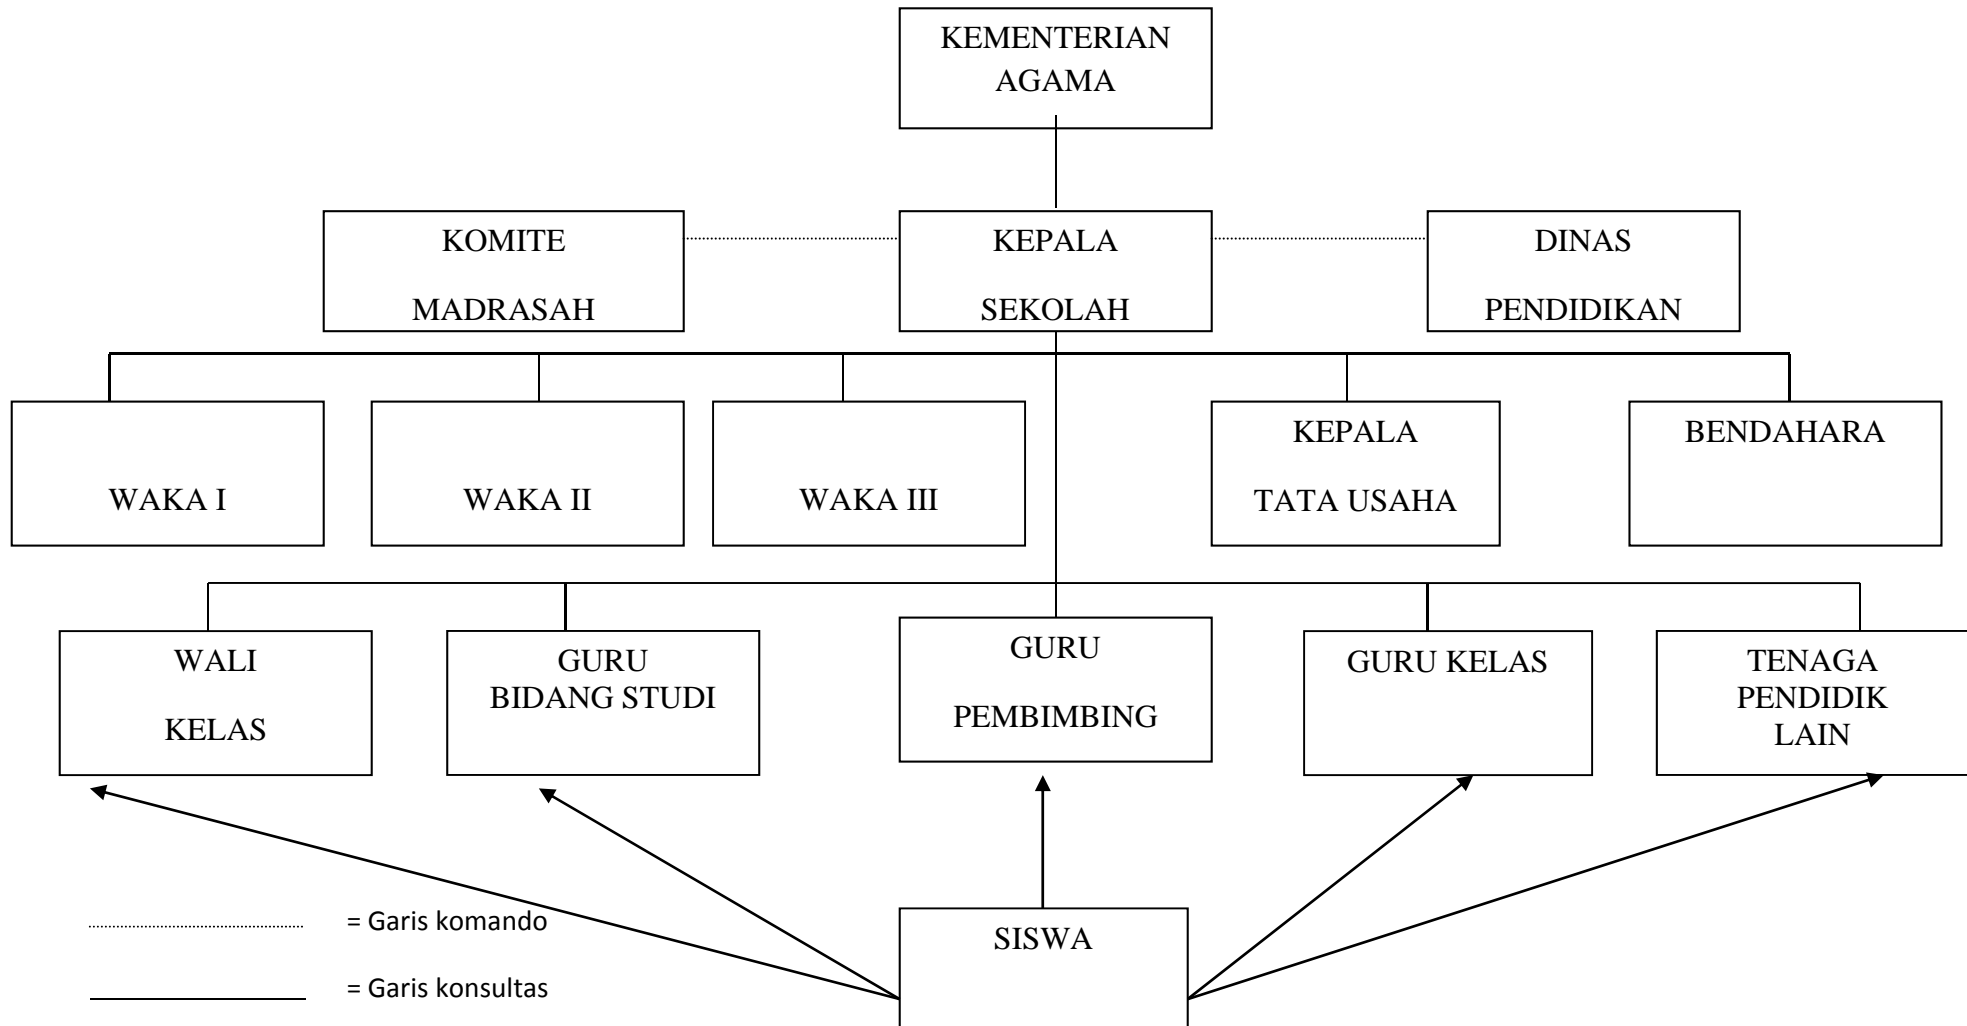 KEMENTERIAN
AGAMA
KOMITE
MADRASAH
KEPALA
SEKOLAH
DINAS
PENDIDIKAN
WAKA I
WAKA II
WAKA III
KEPALA
TATA USAHA
BENDAHARA
WALI
KELAS
GURU
BIDANG STUDI
GURU
PEMBIMBING
GURU KELAS
TENAGA
PENDIDIK
LAIN
SISWA
= Garis komando
= Garis konsultas